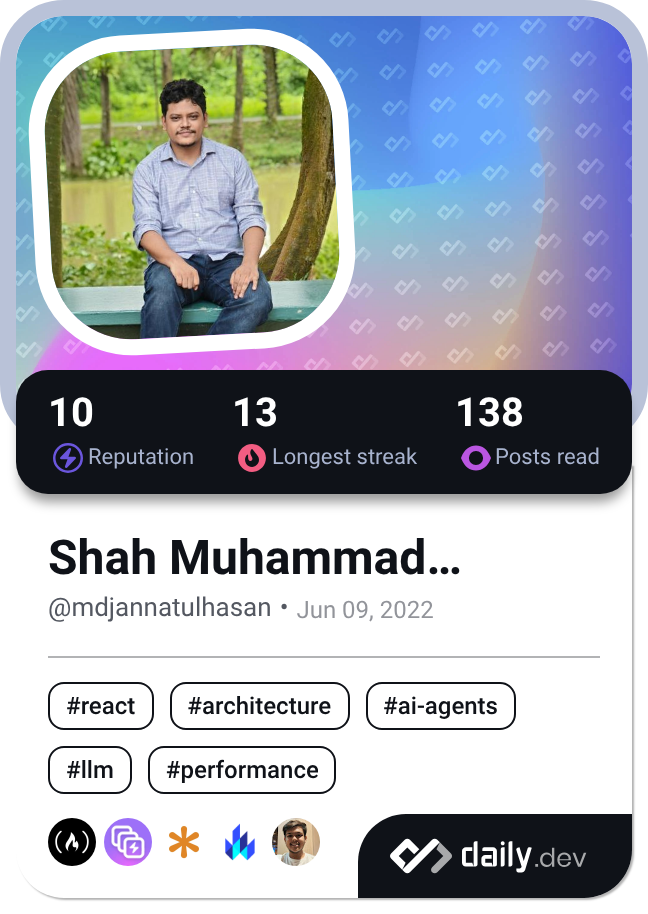 10 13 138
Reputation Longest streak Posts read
Shah Muhammad...
@mdjannatulhasan • Jun 09, 2022
#react #architecture #ai-agents
#llm #performance
daily.dev